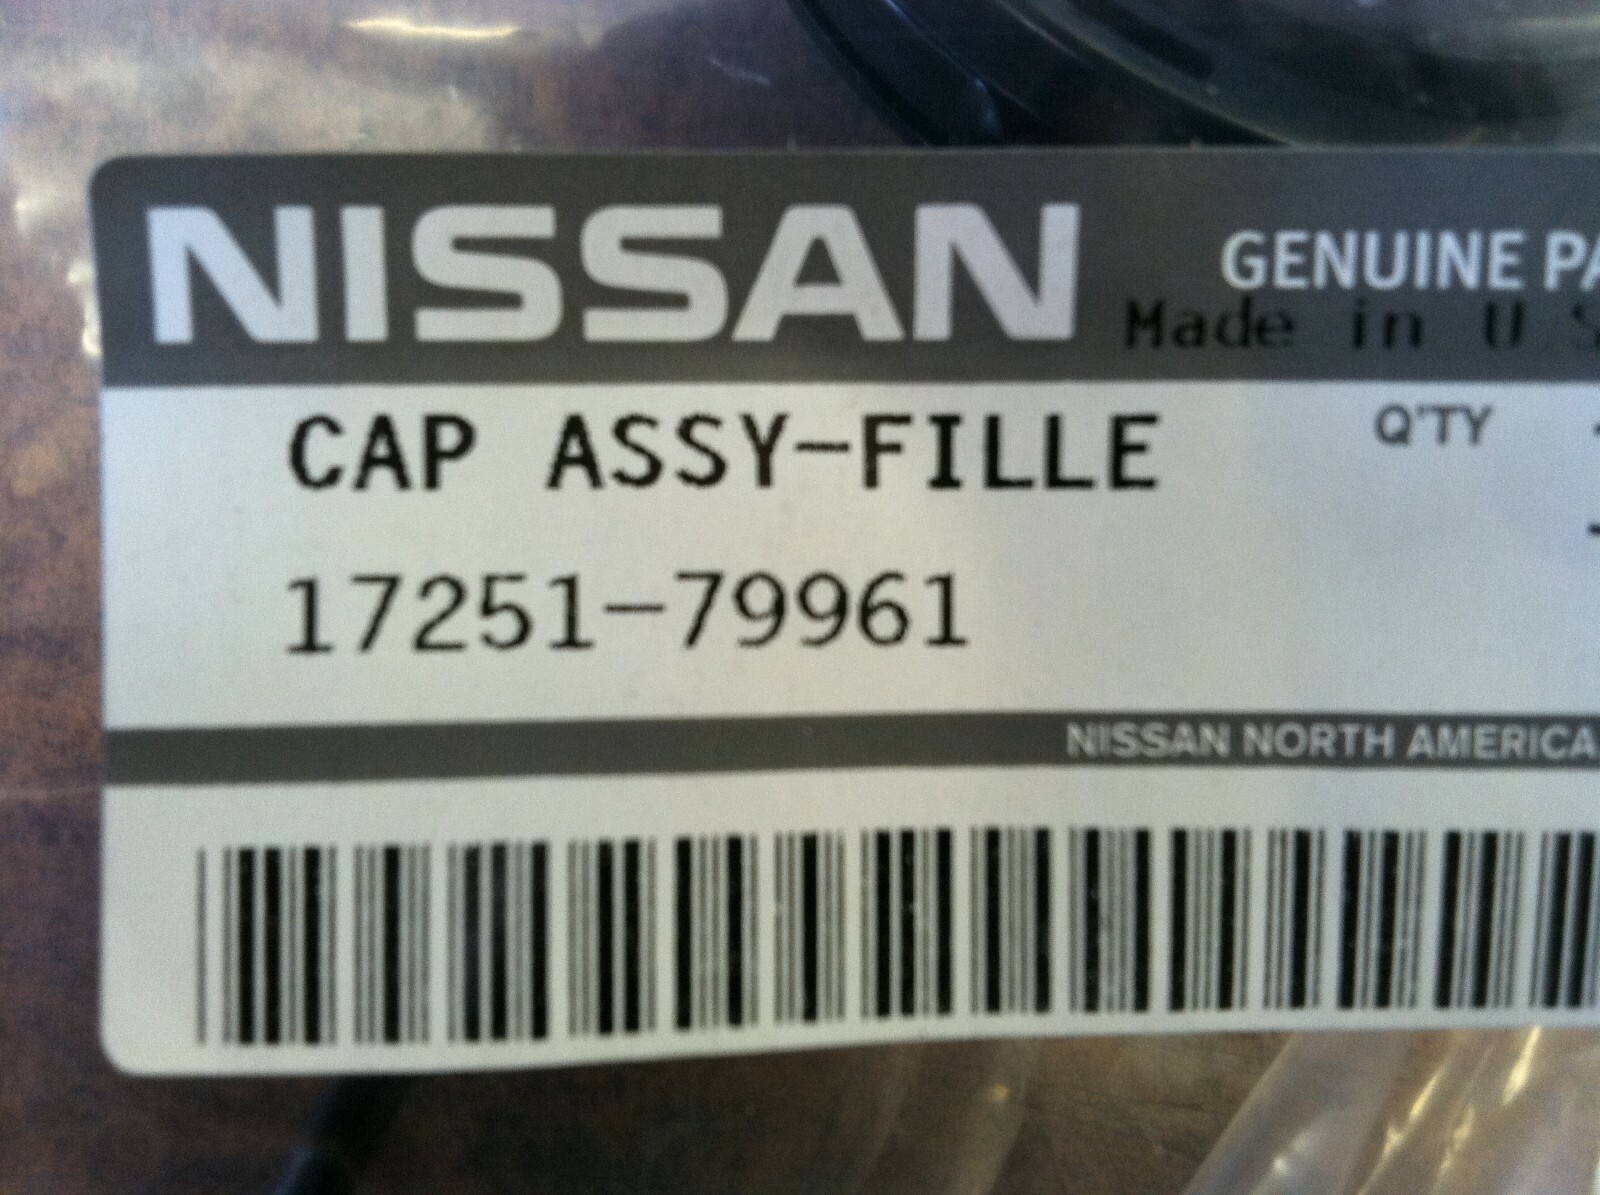 NISSAN
GENUINE PA
Made in U.S
CAP ASSY-FILLE
Q'TY
17251-79961
NISSAN NORTH AMERICA